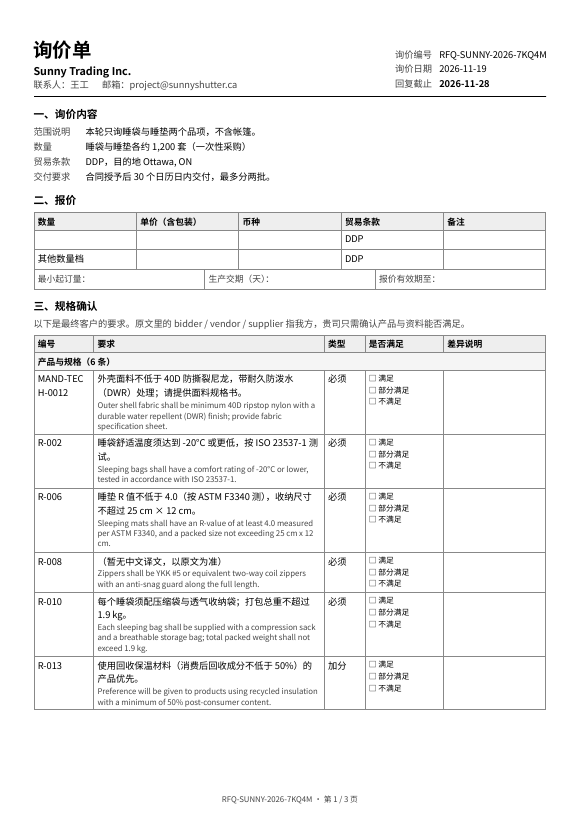 询价单
Sunny Trading Inc.
联系人：王工 邮箱：project@sunnyshutter.ca
询价编号 RFQ-SUNNY-2026-7KQ4M
询价日期 2026-11-19
回复截止 2026-11-28
一、询价内容
范围说明 本轮只询睡袋与睡垫两个品项，不含帐篷。
数量 睡袋与睡垫各约 1,200 套（一次性采购）
贸易条款 DDP，目的地 Ottawa, ON
交付要求 合同授予后 30 个日历日内交付，最多分两批。
二、报价
数量 单价（含包装） 币种 贸易条款 备注
DDP
其他数量档 DDP
最小起订量： 生产交期（天）： 报价有效期至：
三、规格确认
以下是最终客户的要求。原文里的 bidder / vendor / supplier 指我方，贵司只需确认产品与资料能否满足。
编号 要求 类型 是否满足 差异说明
产品与规格（6 条）
MAND-TEC
H-0012
外壳面料不低于 40D 防撕裂尼龙，带耐久防泼水
（DWR）处理；请提供面料规格书。
Outer shell fabric shall be minimum 40D ripstop nylon with a
durable water repellent (DWR) finish; provide fabric
specification sheet.
必须
☐ 满足
☐ 部分满足
☐ 不满足
R-002
睡袋舒适温度须达到 -20°C 或更低，按 ISO 23537-1 测
试。
Sleeping bags shall have a comfort rating of -20°C or lower,
tested in accordance with ISO 23537-1.
必须
☐ 满足
☐ 部分满足
☐ 不满足
R-006
睡垫 R 值不低于 4.0（按 ASTM F3340 测），收纳尺寸
不超过 25 cm × 12 cm。
Sleeping mats shall have an R-value of at least 4.0 measured
per ASTM F3340, and a packed size not exceeding 25 cm x 12
cm.
必须
☐ 满足
☐ 部分满足
☐ 不满足
R-008
（暂无中文译文，以原文为准）
Zippers shall be YKK #5 or equivalent two-way coil zippers
with an anti-snag guard along the full length.
必须
☐ 满足
☐ 部分满足
☐ 不满足
R-010
每个睡袋须配压缩袋与透气收纳袋；打包总重不超过
1.9 kg。
Each sleeping bag shall be supplied with a compression sack
and a breathable storage bag; total packed weight shall not
exceed 1.9 kg.
必须
☐ 满足
☐ 部分满足
☐ 不满足
R-013
使用回收保温材料（消费后回收成分不低于 50%）的
产品优先。
Preference will be given to products using recycled insulation
with a minimum of 50% post-consumer content.
加分
☐ 满足
☐ 部分满足
☐ 不满足
RFQ-SUNNY-2026-7KQ4M · 第 1 / 3 页